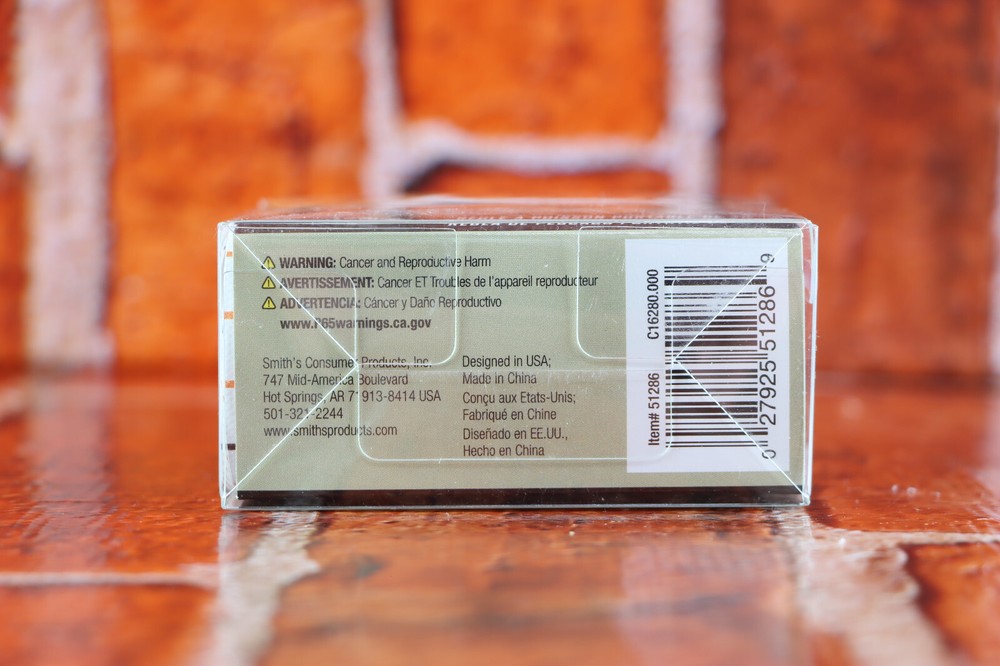 WARNING: Cancer and Reproductive Harm
AVERTISSEMENT: Cancer ET Troubles de l'appareil reproducteur
ADVERTENCIA: Cáncer y Daño Reproductivo
www.P65warnings.ca.gov
Smith's Consumer Products, Inc.
747 Mid-America Boulevard
Hot Springs, AR 71913-8414 USA
501-321-2244
www.smithsproducts.com
Designed in USA;
Made in China
Conçu aux Etats-Unis;
Fabriqué en Chine
Diseñado en EE.UU.,
Hecho en China
Item# 51286 C16280.000
0 27925 51286 9